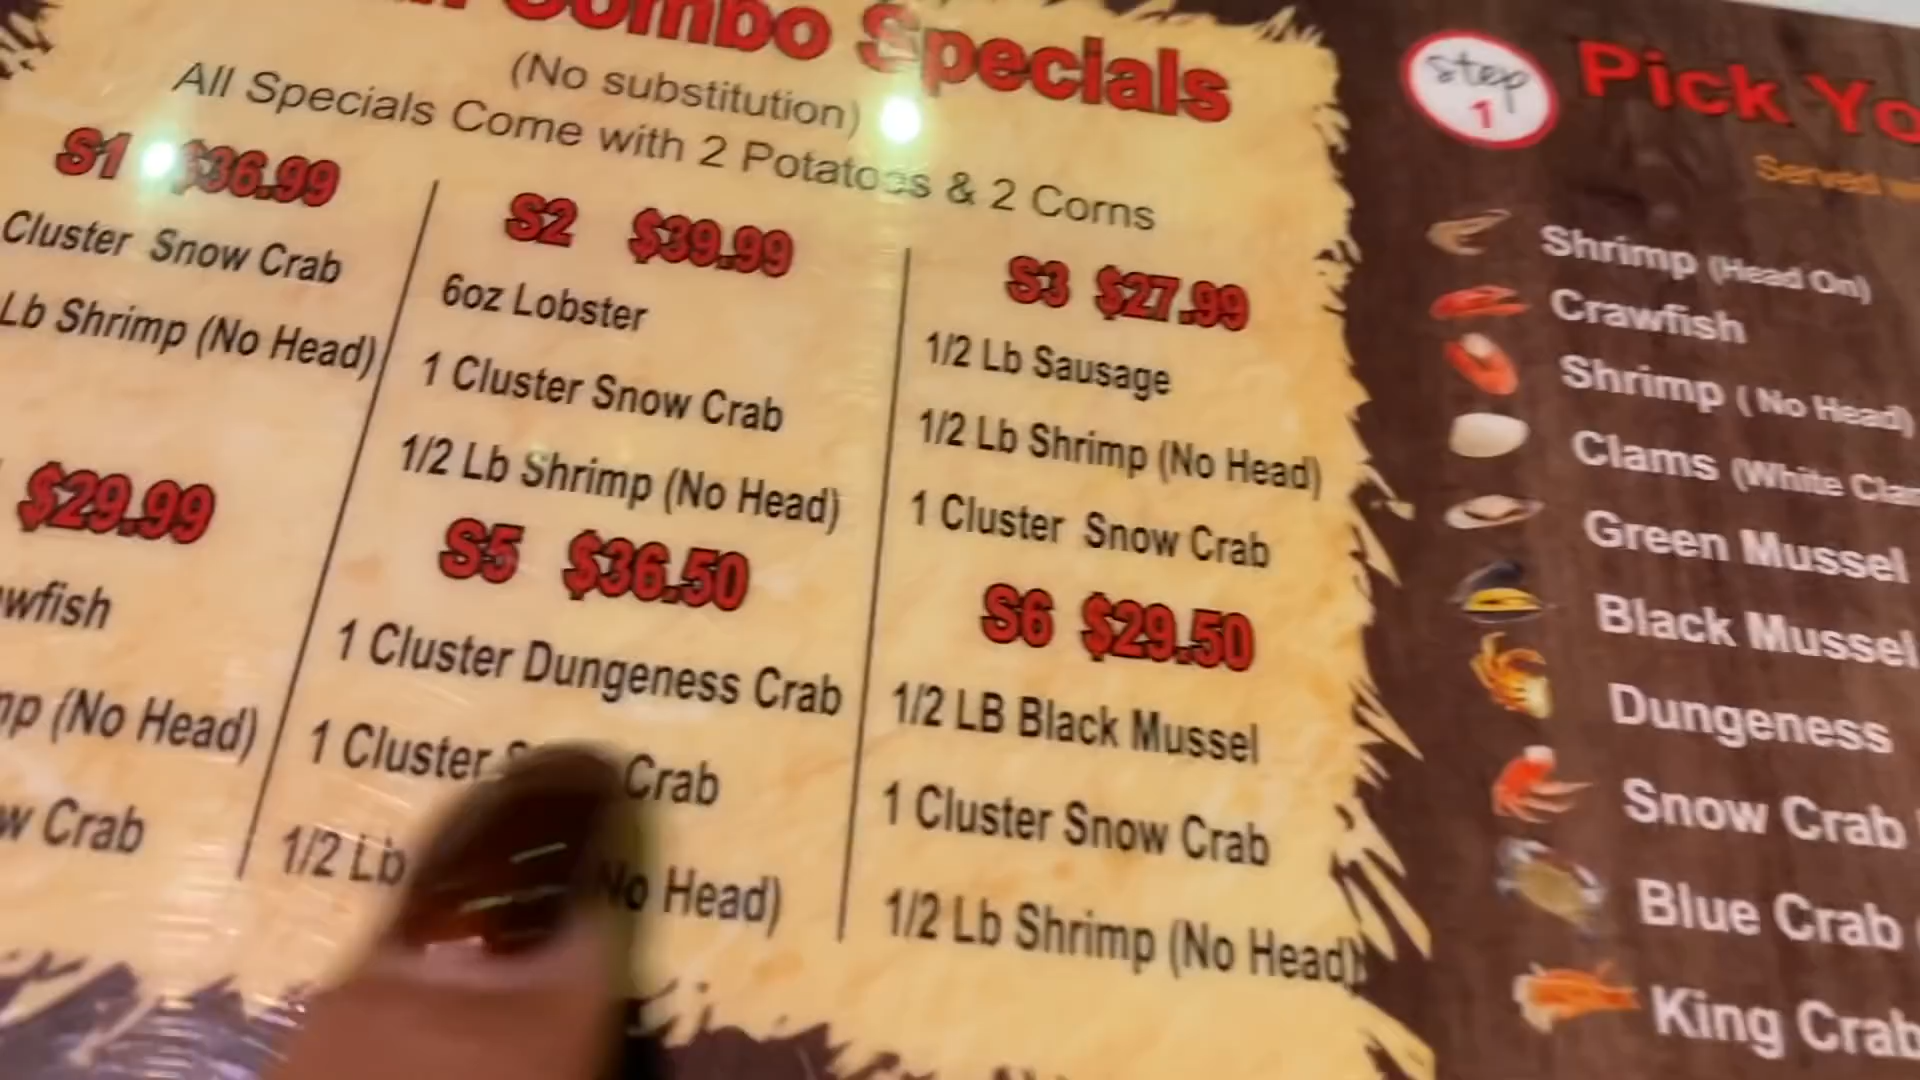 Combo Specials
(No substitution)
All Specials Come with 2 Potatoes & 2 Corns
S1 $36.99
Cluster Snow Crab
Lb Shrimp (No Head)
$29.99
(No Head)
Crab
S2 $39.99
6oz Lobster
1 Cluster Snow Crab
1/2 Lb Shrimp (No Head)
S5 $36.50
1 Cluster Dungeness Crab
1 Cluster Crab
1/2 Lb No Head)
S3 $27.99
1/2 Lb Sausage
1/2 Lb Shrimp (No Head)
1 Cluster Snow Crab
S6 $29.50
1/2 LB Black Mussel
1 Cluster Snow Crab
1/2 Lb Shrimp (No Head)
Step
1
Pick Yo
Served
Shrimp (Head On)
Crawfish
Shrimp ( No Head)
Clams (White Clam
Green Mussel
Black Mussel
Dungeness
Snow Crab
Blue Crab
King Crab